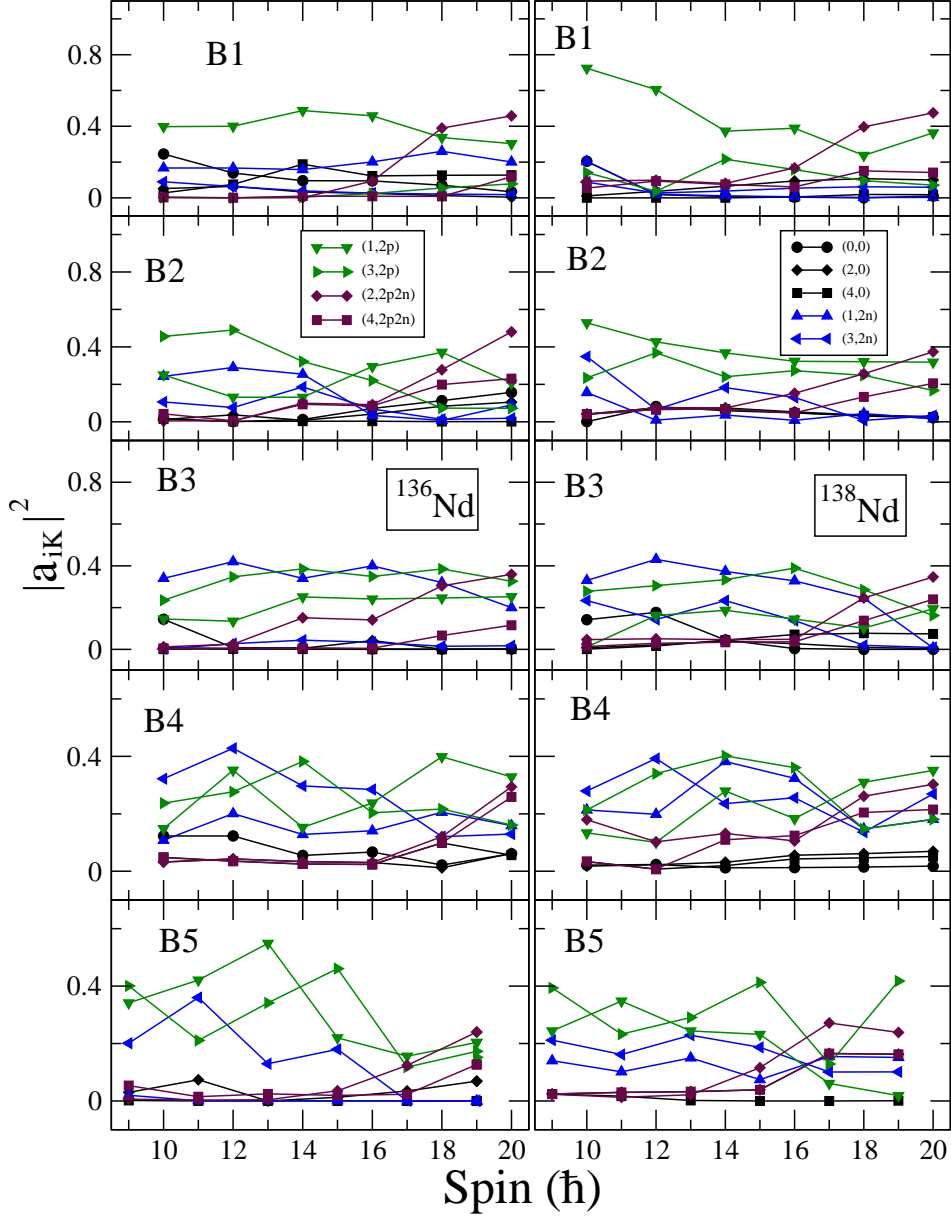 B1
B1
0.8
0.4
0
B2
(1,2p)
(3,2p)
(2,2p2n)
(4,2p2n)
B2
(0,0)
(2,0)
(4,0)
(1,2n)
(3,2n)
0.8
0.4
0
B3
136Nd
B3
138Nd
0.8
0.4
0
|a_iK|^2
B4
B4
0.4
0
B5
B5
0.4
0
10 12 14 16 18 20
10 12 14 16 18 20
Spin (ħ)